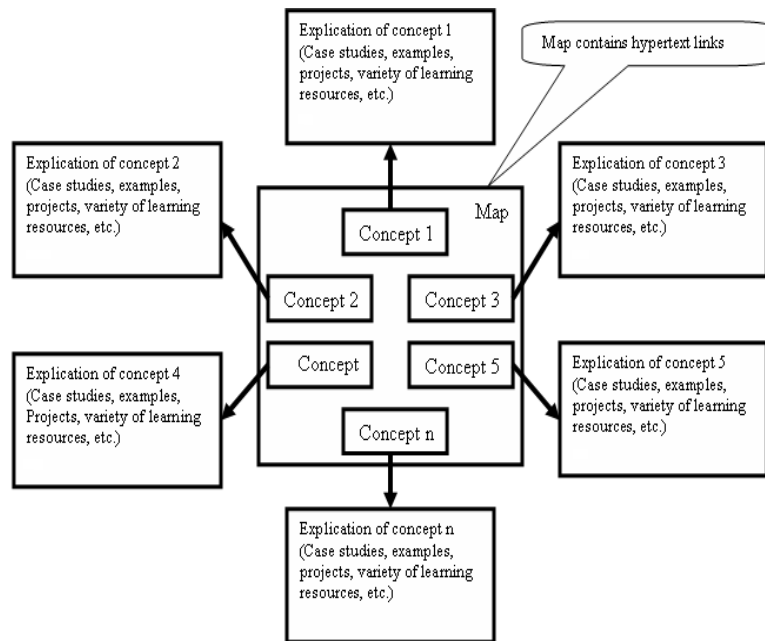 Explication of concept 1
(Case studies, examples,
projects, variety of learning
resources, etc.)
Map contains hypertext links
Explication of concept 2
(Case studies, examples,
projects, variety of learning
resources, etc.)
Explication of concept 3
(Case studies, examples,
projects, variety of learning
resources, etc.)
Map
Concept 1
Concept 2
Concept 3
Concept
Concept 5
Concept n
Explication of concept 4
(Case studies, examples,
Projects, variety of learning
resources, etc.)
Explication of concept 5
(Case studies, examples,
projects, variety of learning
resources, etc.)
Explication of concept n
(Case studies, examples,
projects, variety of learning
resources, etc.)